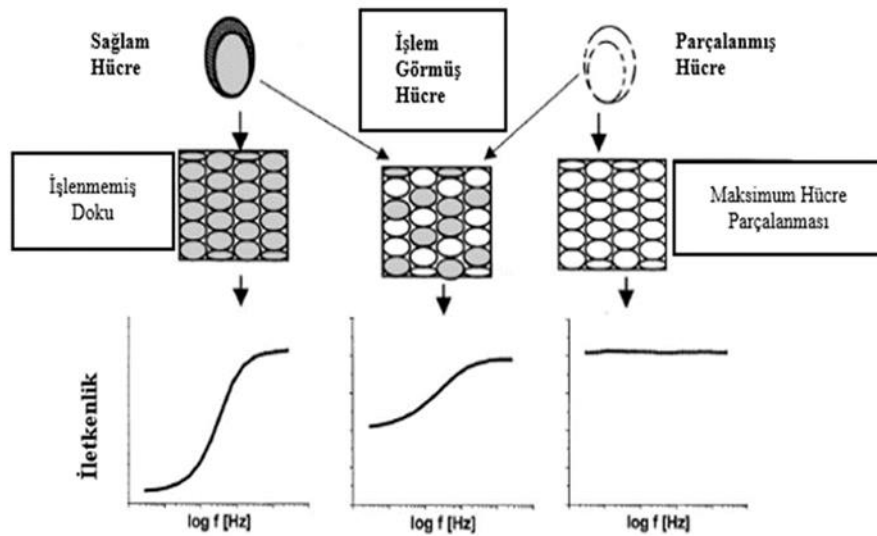 Sağlam
Hücre
İşlem
Görmüş
Hücre
Parçalanmış
Hücre
İşlenmemiş
Doku
Maksimum Hücre
Parçalanması
İletkenlik
log f [Hz]
log f [Hz]
log f [Hz]